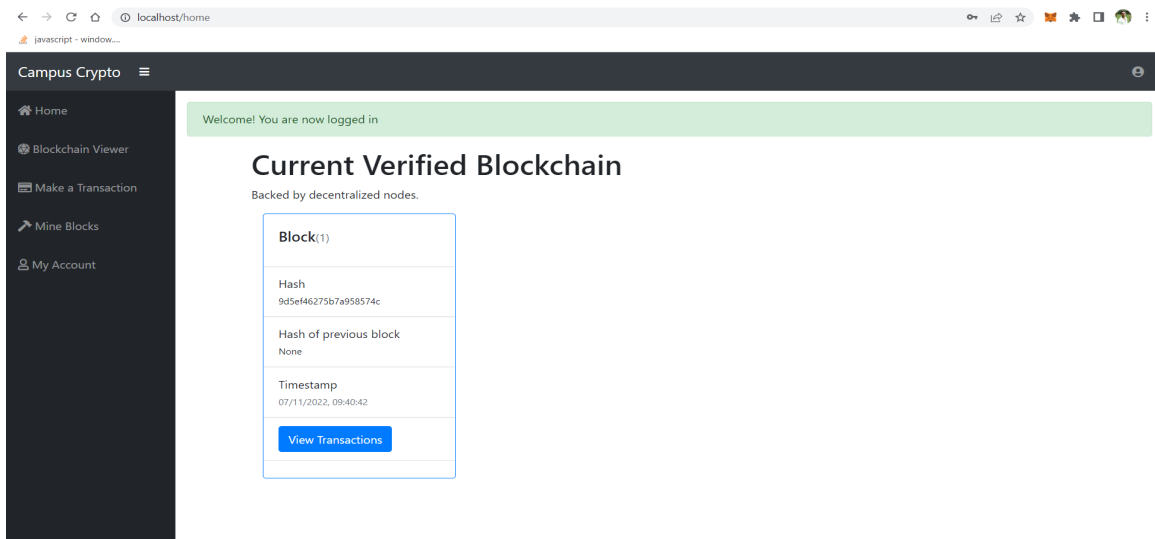 localhost/home
javascript - window....
Campus Crypto
Home
Blockchain Viewer
Make a Transaction
Mine Blocks
My Account
Welcome! You are now logged in
Current Verified Blockchain
Backed by decentralized nodes.
Block(1)
Hash
9d5ef46275b7a958574c
Hash of previous block
None
Timestamp
07/11/2022, 09:40:42
View Transactions